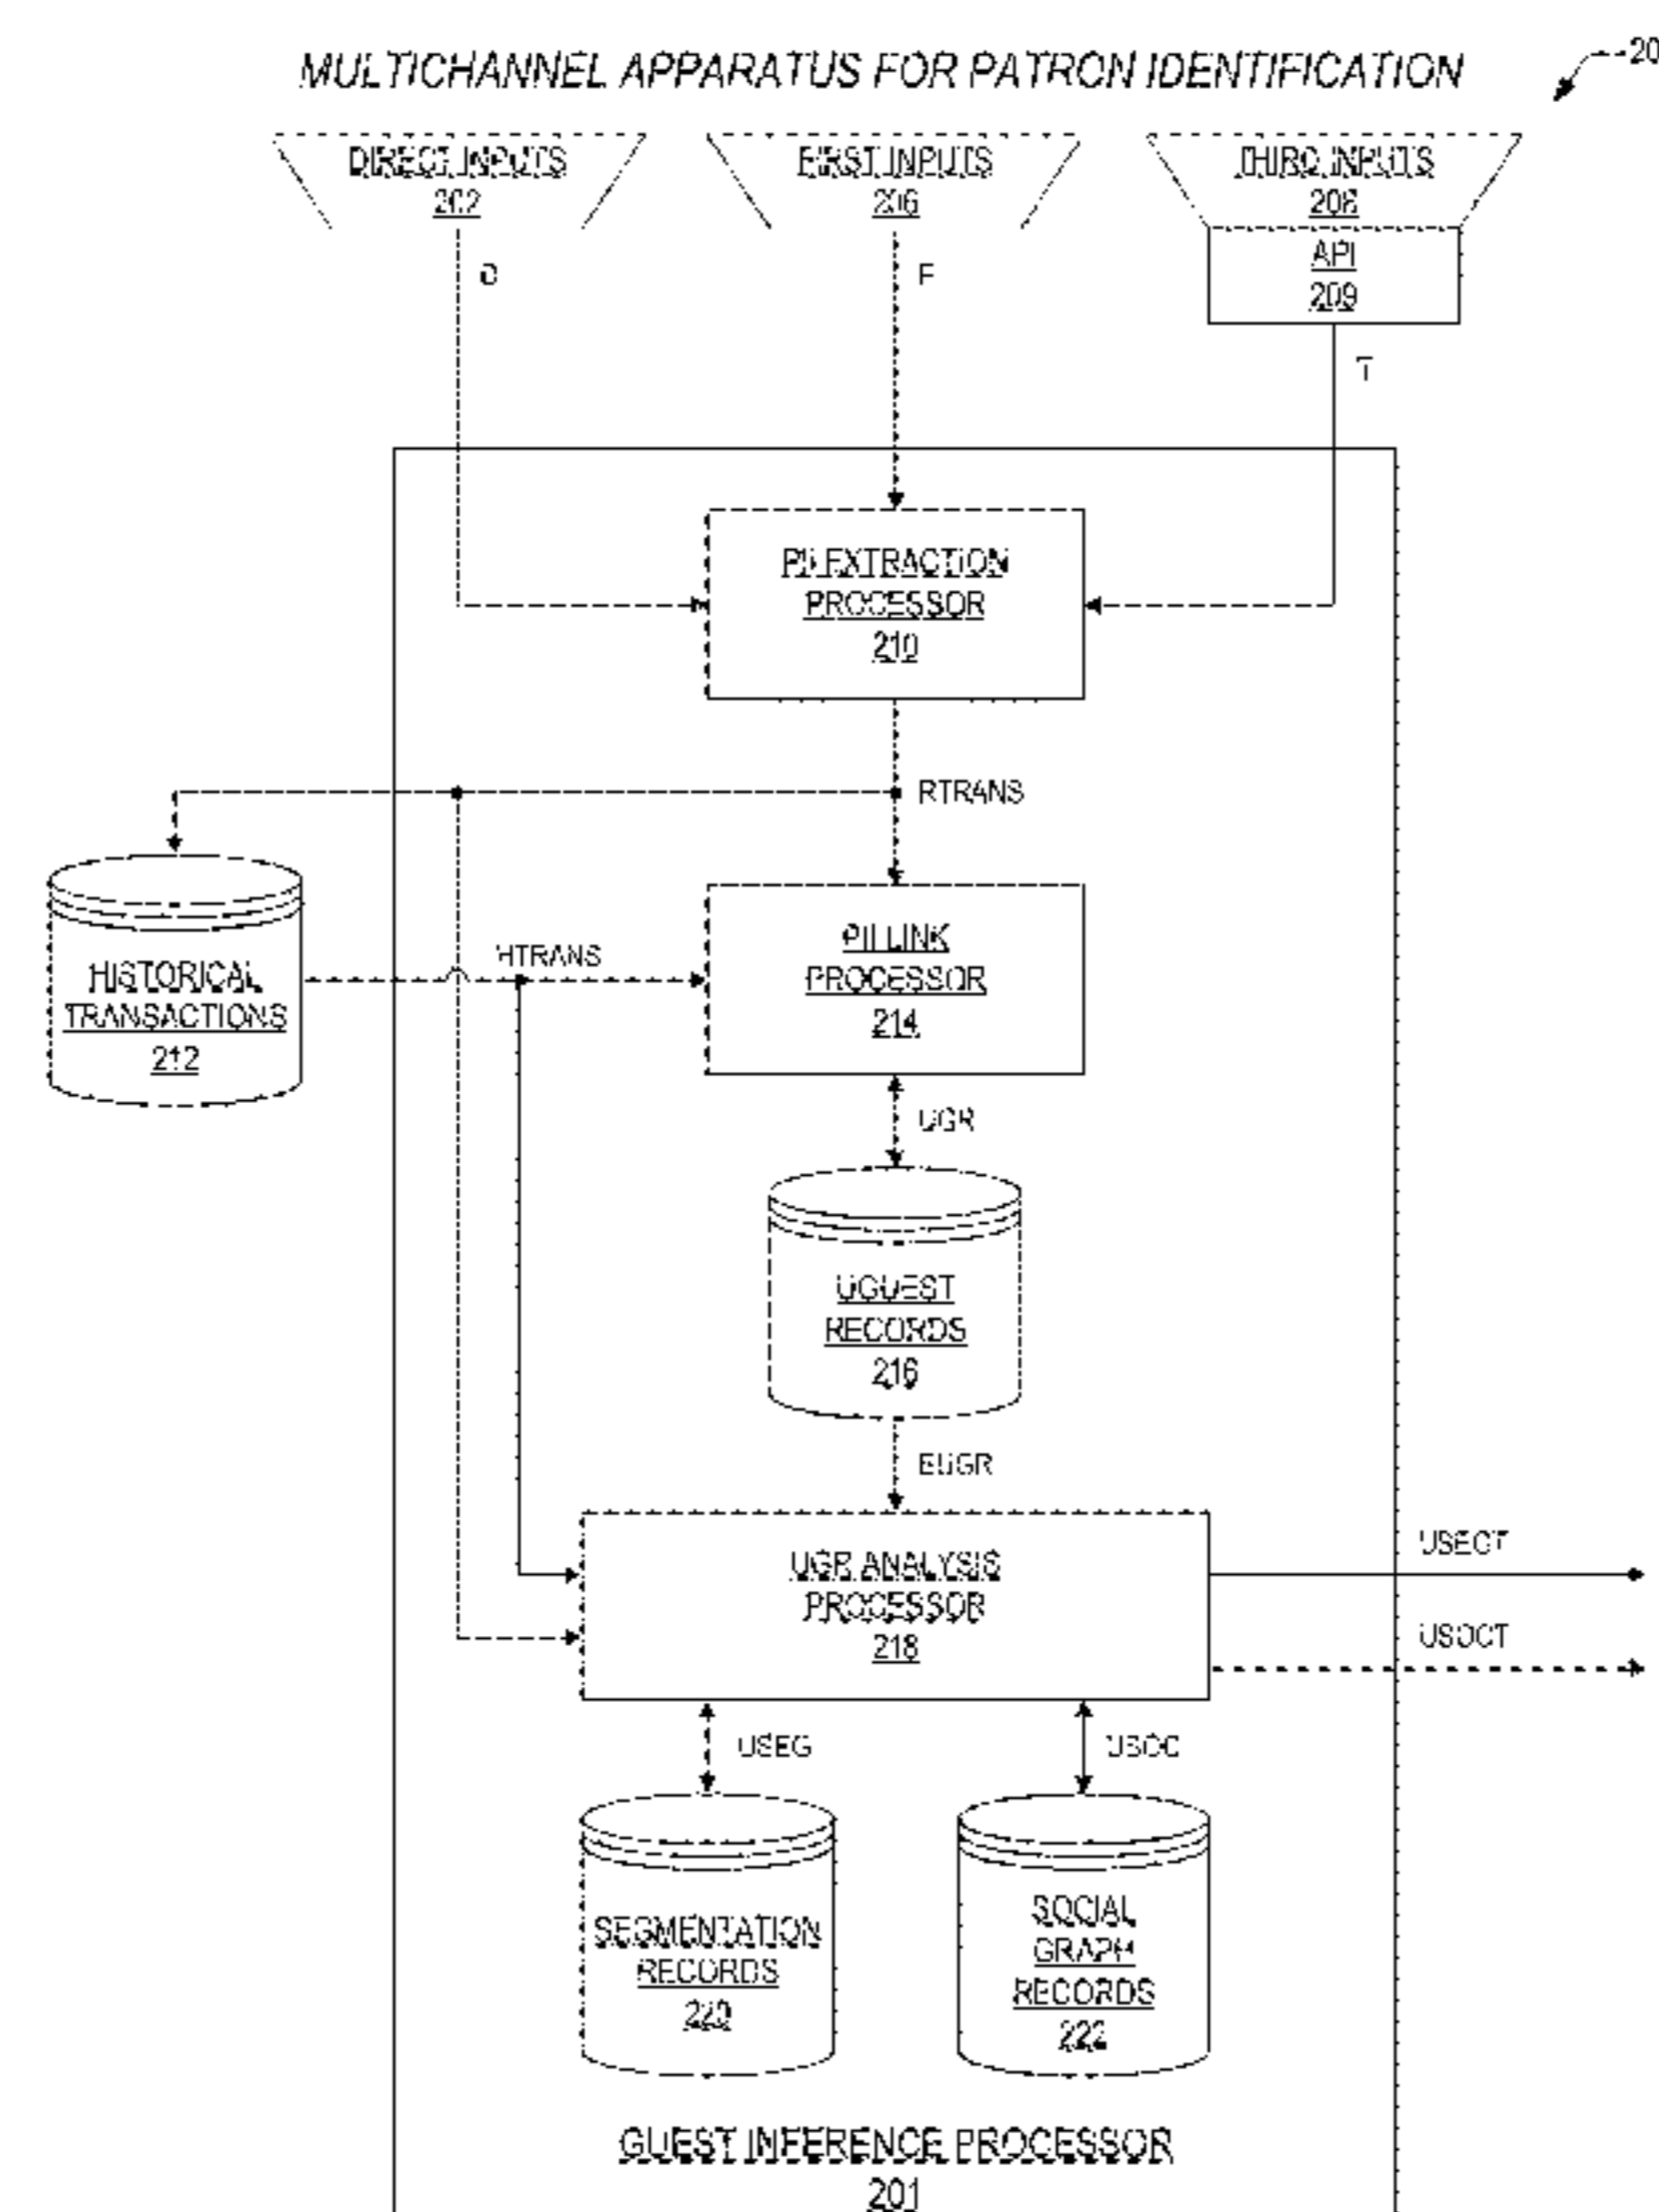 MULTICHANNEL APPARATUS FOR PATRON IDENTIFICATION
20
DIRECT INPUTS
202
FIRST INPUTS
206
THIRD INPUTS
208
API
209
D
F
T
PII EXTRACTION
PROCESSOR
210
RTRANS
HISTORICAL
TRANSACTIONS
212
HTRANS
PII LINK
PROCESSOR
214
UGR
UGUEST
RECORDS
216
EUGR
UGR ANALYSIS
PROCESSOR
218
USECT
USOCT
USEG
USOC
SEGMENTATION
RECORDS
220
SOCIAL
GRAPH
RECORDS
222
GUEST INFERENCE PROCESSOR
201